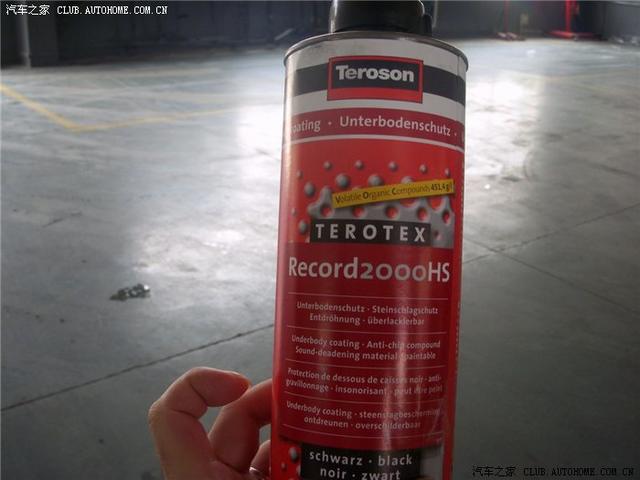 汽车之家 CLUB.AUTOHOME.COM.CN
Teroson
oating · Unterbodenschutz ·
Volatile Organic Compounds 451,4 g/l
TEROTEX
Record2000HS
Unterbodenschutz · Steinschlagschutz
Entdröhnung · überlackierbar
Underbody coating · Anti-chip compound
Sound-deadening material · paintable
Protection de dessous de caisses noir · anti-
gravillonnage · insonorisant · peut être peint
Underbody coating · steenslagbescherming
ontdreunen · overschilderbaar
schwarz · black
noir · zwart
汽车之家 CLUB.AUTOHOME.COM.CN